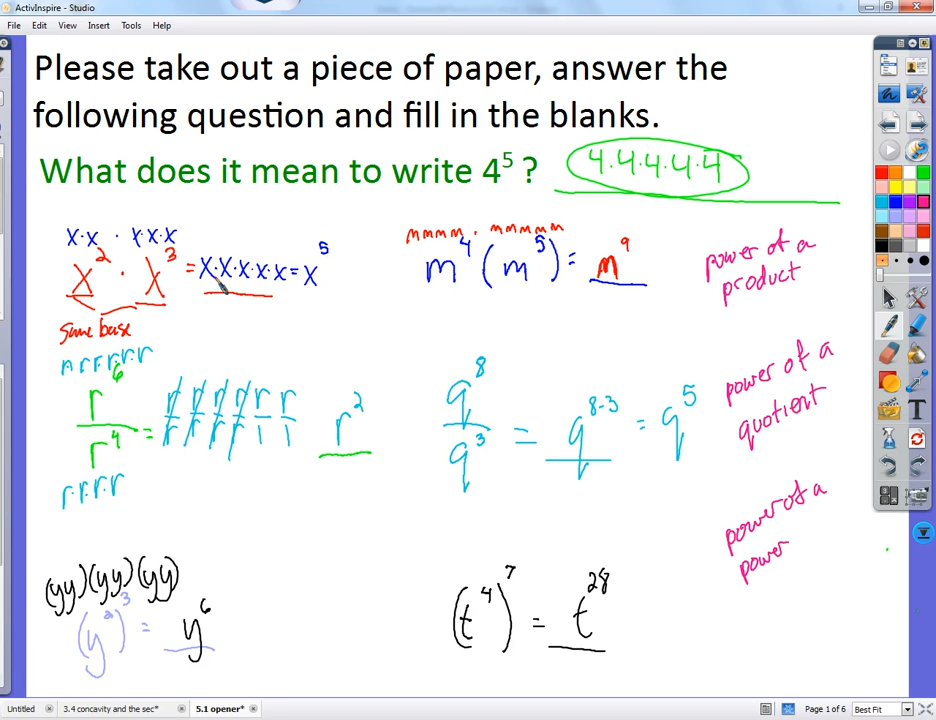 ActivInspire - Studio
File Edit View Insert Tools Help
Please take out a piece of paper, answer the
following question and fill in the blanks.
What does it mean to write 4⁵ ? 4·4·4·4·4
x·x · x·x·x
x² · x³ = x·x·x·x·x = x⁵
same base
mmmm · mmmmm
m⁴ (m⁵) = m⁹
power of a
product
r·r·r·r·r·r
r⁶/r⁴ = r/r r/r r/r r/r r/1 r/1 r²
r·r·r·r
q⁸/q³ = q⁸⁻³ = q⁵
power of a
quotient
(yy)(yy)(yy)
(y²)³ = y⁶
(t⁴)⁷ = t²⁸
power of a
power
Untitled 3.4 concavity and the sec* 5.1 opener* Page 1 of 6 Best Fit